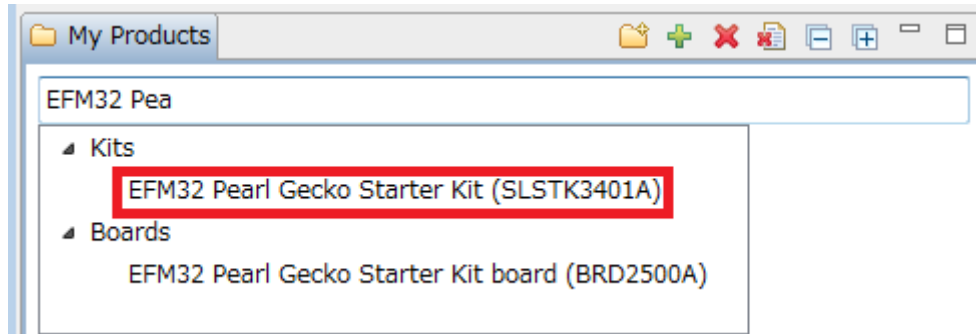 My Products
EFM32 Pea
Kits
EFM32 Pearl Gecko Starter Kit (SLSTK3401A)
Boards
EFM32 Pearl Gecko Starter Kit board (BRD2500A)